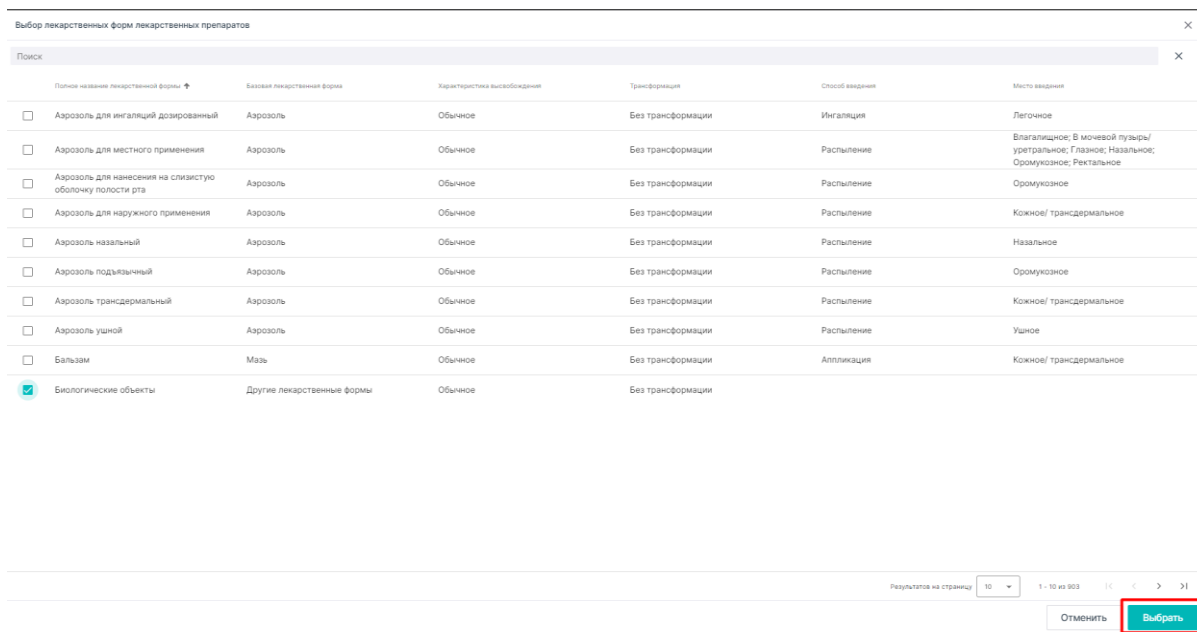 Выбор лекарственных форм лекарственных препаратов
Поиск
Полное название лекарственной формы Базовая лекарственная форма Характеристика высвобождения Трансформация Способ введения Место введения
Аэрозоль для ингаляций дозированный Аэрозоль Обычное Без трансформации Ингаляция Легочное
Аэрозоль для местного применения Аэрозоль Обычное Без трансформации Распыление Влагалищное; В мочевой пузырь/
уретральное; Глазное; Назальное;
Оромукозное; Ректальное
Аэрозоль для нанесения на слизистую
оболочку полости рта Аэрозоль Обычное Без трансформации Распыление Оромукозное
Аэрозоль для наружного применения Аэрозоль Обычное Без трансформации Распыление Кожное/ трансдермальное
Аэрозоль назальный Аэрозоль Обычное Без трансформации Распыление Назальное
Аэрозоль подъязычный Аэрозоль Обычное Без трансформации Распыление Оромукозное
Аэрозоль трансдермальный Аэрозоль Обычное Без трансформации Распыление Кожное/ трансдермальное
Аэрозоль ушной Аэрозоль Обычное Без трансформации Распыление Ушное
Бальзам Мазь Обычное Без трансформации Аппликация Кожное/ трансдермальное
Биологические объекты Другие лекарственные формы Обычное Без трансформации
Результатов на страницу 10 1 - 10 из 903
Отменить Выбрать